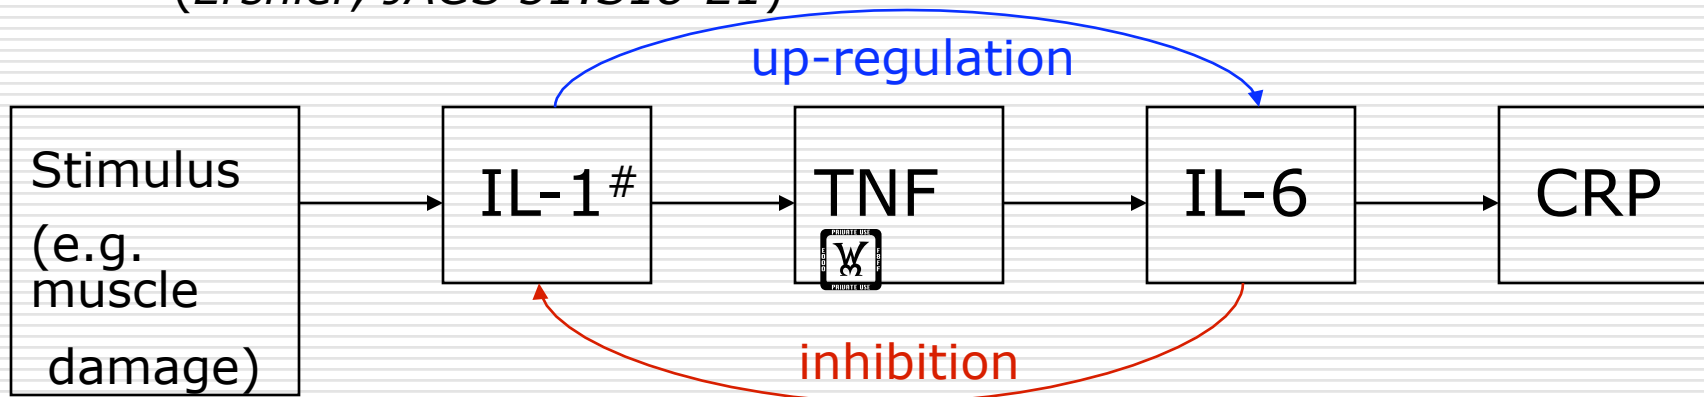 up-regulation
Stimulus
(e.g.
muscle
damage)
IL-1#
TNF
IL-6
CRP
inhibition